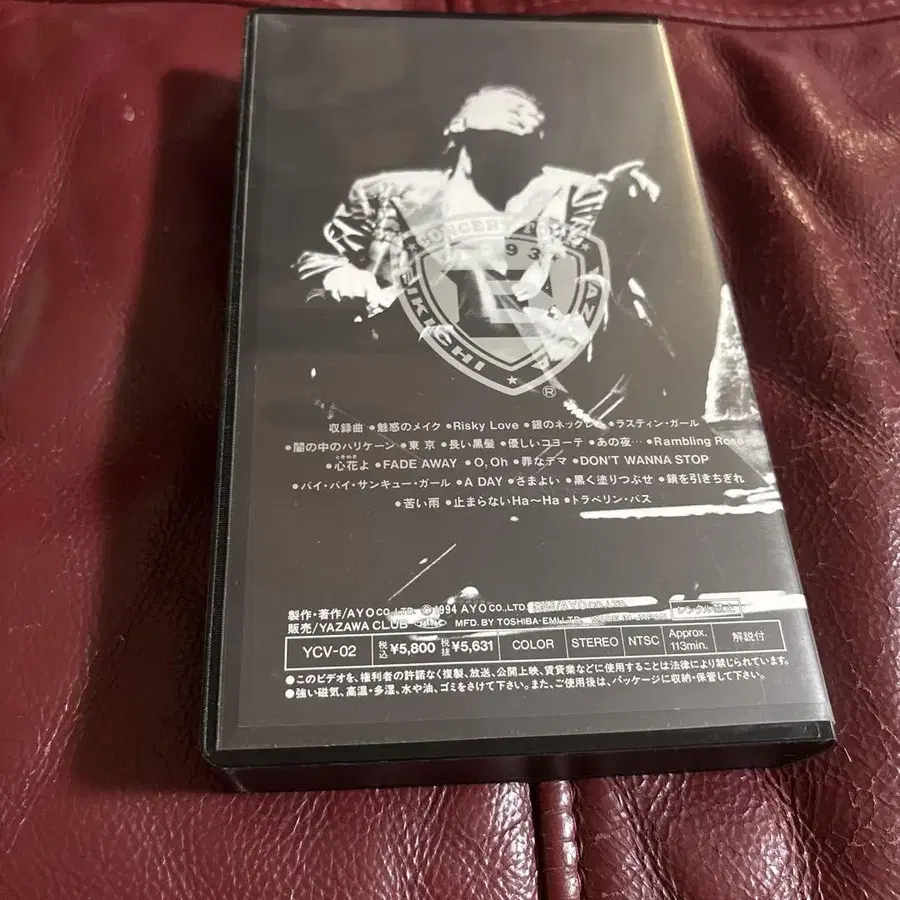 CONCERT TOUR
1993
EIKICHI
®
収録曲 ●魅惑のメイク ●Risky Love ●銀のネックレス ●ラスティン・ガール
●闇の中のハリケーン ●東京 ●長い黒髪 ●優しいコヨーテ ●あの夜… ●Rambling Rose
ときめき
●心花よ ●FADE AWAY ●O, Oh ●罪なデマ ●DON'T WANNA STOP
●バイ・バイ・サンキュー・ガール ●A DAY ●さまよい ●黒く塗りつぶせ ●鎖を引きちぎれ
●苦い雨 ●止まらないHa〜Ha ●トラベリン・バス
製作・著作/AYO CO., LTD. © 1994 AYO CO., LTD.
販売/YAZAWA CLUB MFD. BY TOSHIBA-EMI LTD.
YCV-02 税込 ¥5,800 税抜 ¥5,631 COLOR STEREO NTSC Approx. 113min. 解説付
●このビデオを、権利者の許諾なく複製、放送、公開上映、賃貸業などに使用することは法律により禁じられています。
●強い磁気、高温・多湿、水や油、ゴミをさけて下さい。また、ご使用後は、パッケージに収納・保管して下さい。